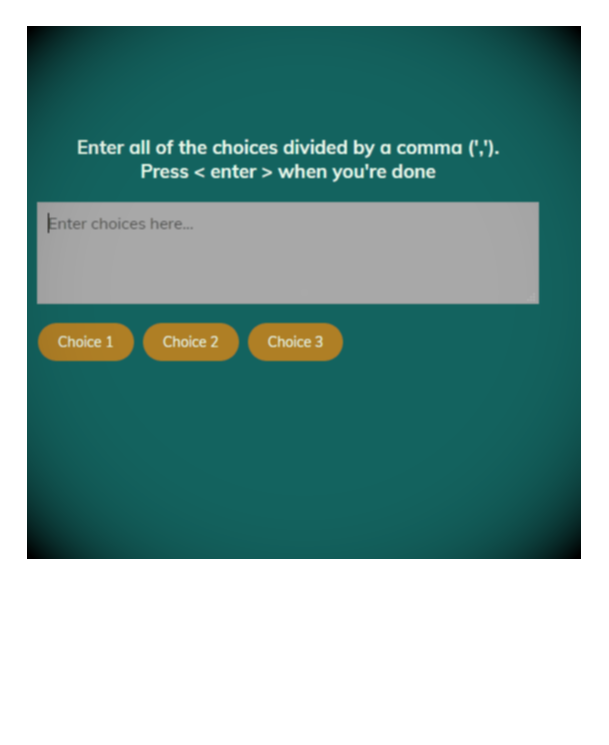 Enter all of the choices divided by a comma (',').
Press < enter > when you're done
Enter choices here...
Choice 1 Choice 2 Choice 3